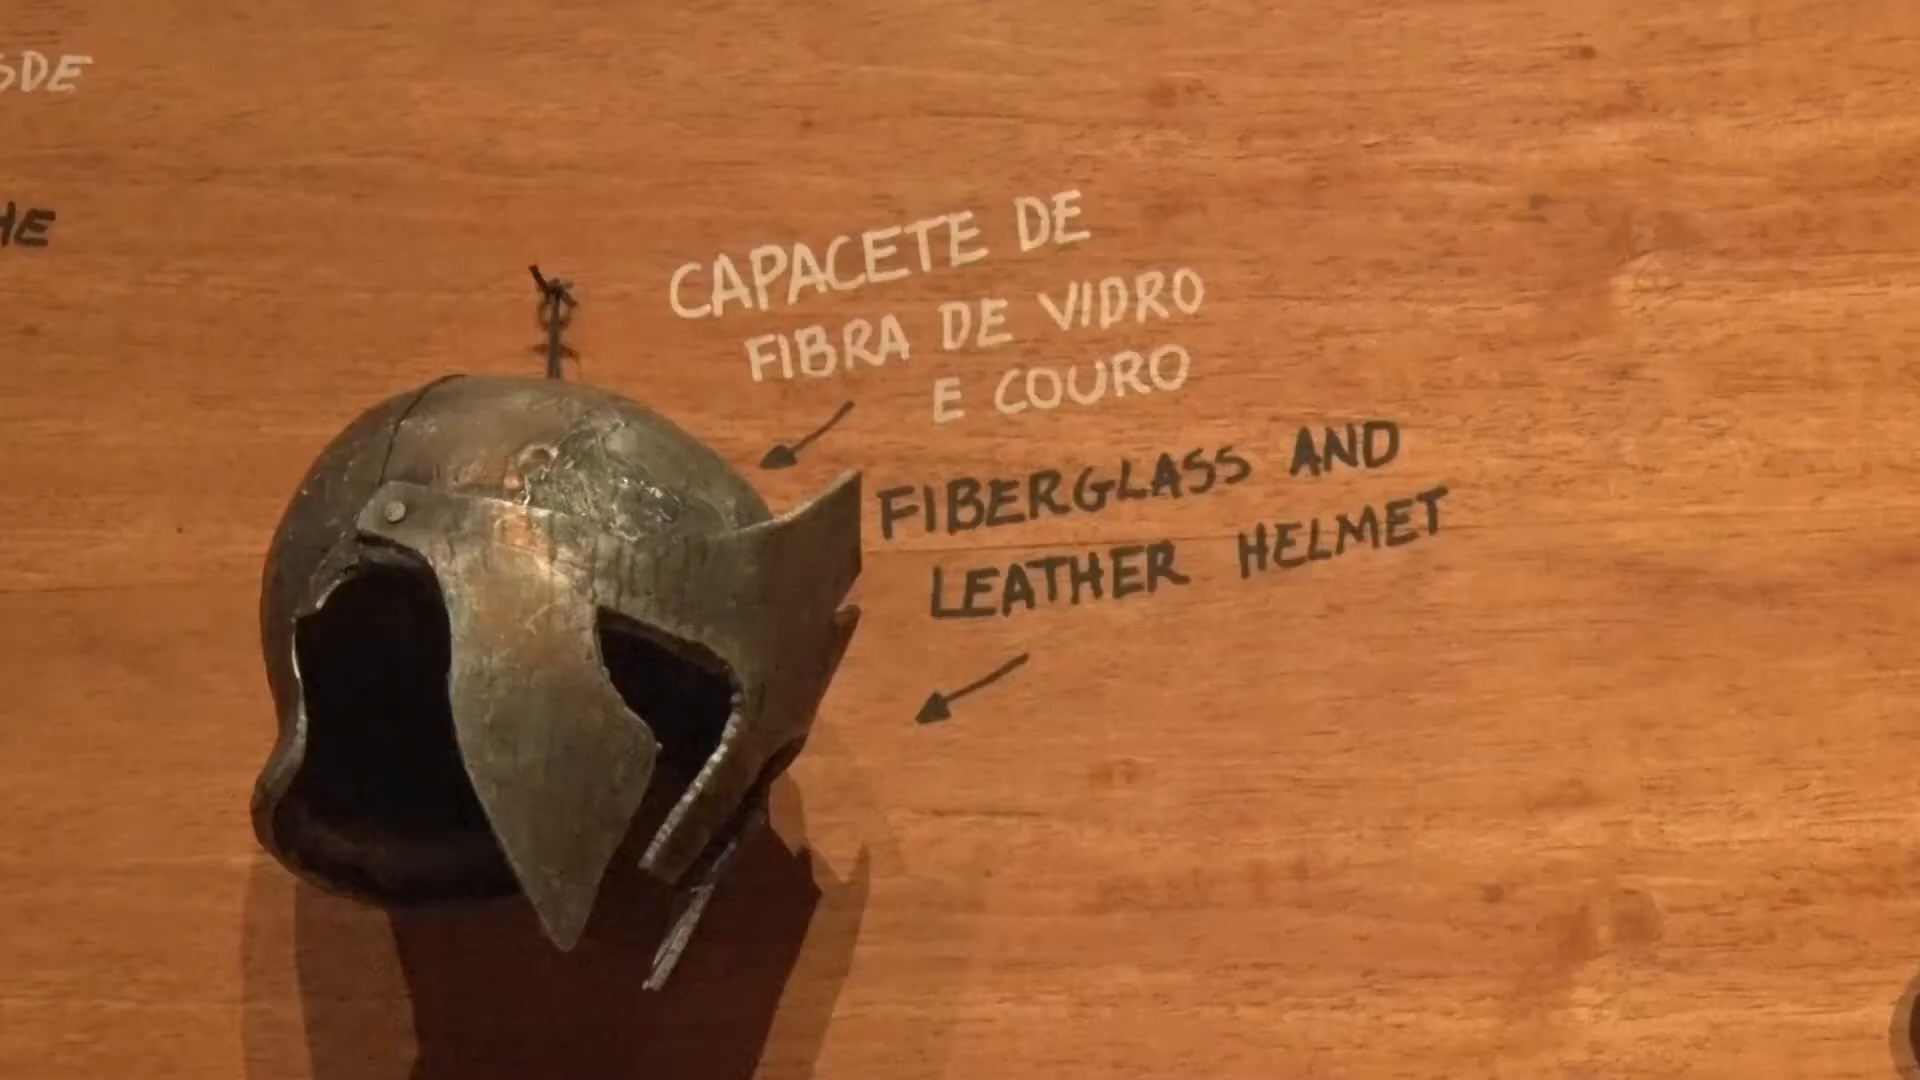 CAPACETE DE
FIBRA DE VIDRO
E COURO
FIBERGLASS AND
LEATHER HELMET